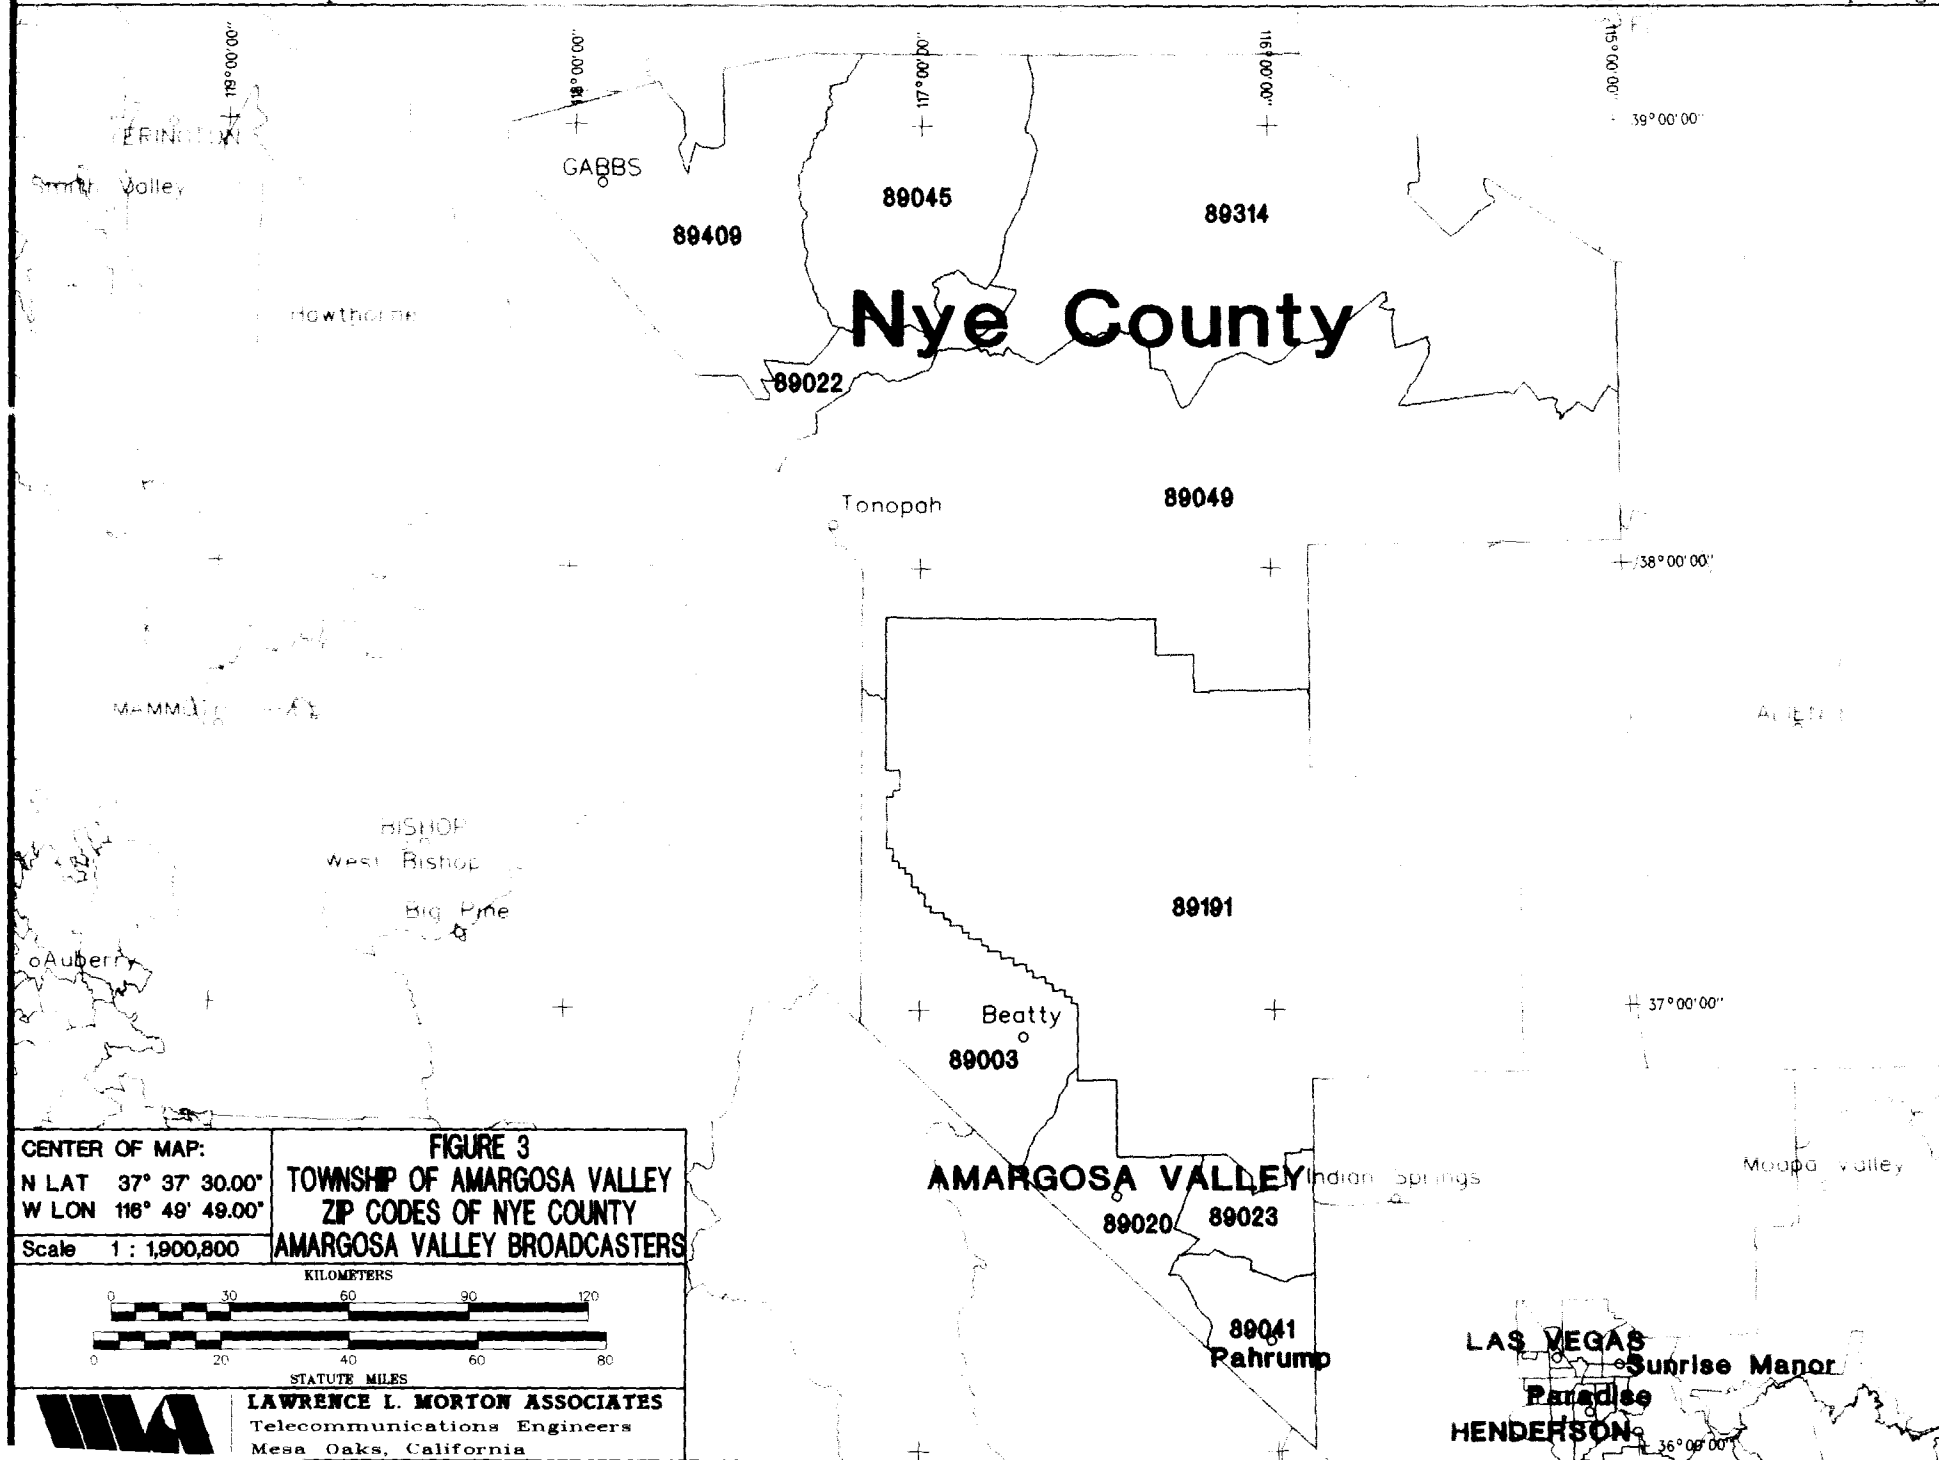 119°00'00"
118°00'00"
117°00'00"
116°00'00"
115°00'00"
39°00'00"
GABBS
Smith Valley
89045
89314
89409
Nye County
Hawthorne
89022
Tonopah
89049
38°00'00"
BISHOP
West Bishop
Big Pine
89191
Auberry
37°00'00"
Beatty
89003
AMARGOSA VALLEY
Indian Springs
Moapa Valley
89020
89023
89041
Pahrump
LAS VEGAS
Sunrise Manor
Paradise
HENDERSON
36°00'00"
CENTER OF MAP:
N LAT 37° 37' 30.00"
W LON 116° 49' 49.00"
Scale 1 : 1,900,800
FIGURE 3
TOWNSHIP OF AMARGOSA VALLEY
ZIP CODES OF NYE COUNTY
AMARGOSA VALLEY BROADCASTERS
KILOMETERS
0 30 60 90 120
0 20 40 60 80
STATUTE MILES
LAWRENCE L. MORTON ASSOCIATES
Telecommunications Engineers
Mesa Oaks, California